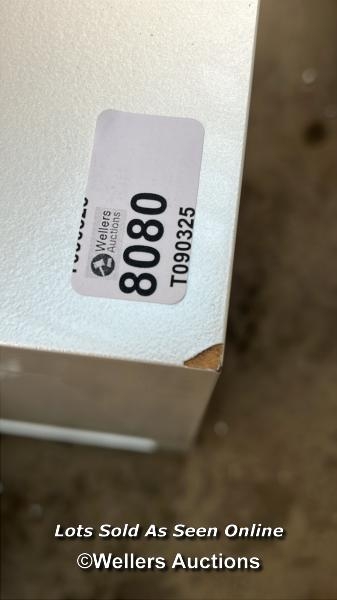 Wellers
Auctions
8080
T090325
Lots Sold As Seen Online
©Wellers Auctions